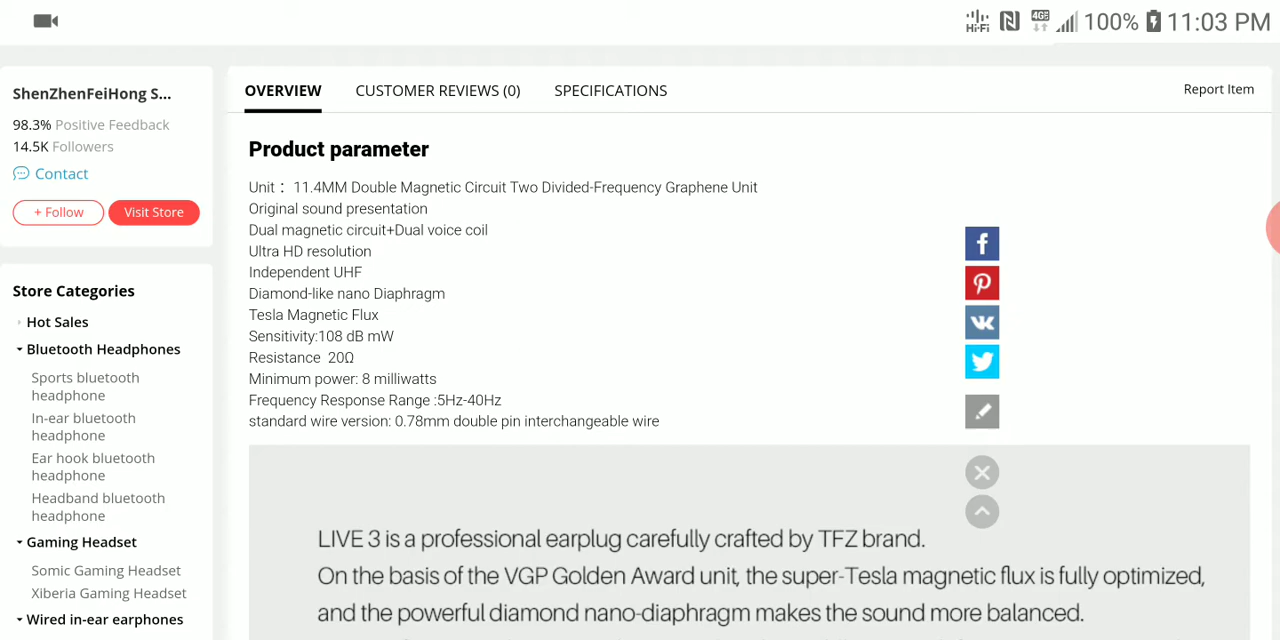 Hi-Fi 4GE 100% 11:03 PM
ShenZhenFeiHong S...
98.3% Positive Feedback
14.5K Followers
Contact
+ Follow Visit Store
Store Categories
Hot Sales
Bluetooth Headphones
Sports bluetooth
headphone
In-ear bluetooth
headphone
Ear hook bluetooth
headphone
Headband bluetooth
headphone
Gaming Headset
Somic Gaming Headset
Xiberia Gaming Headset
Wired in-ear earphones
OVERVIEW CUSTOMER REVIEWS (0) SPECIFICATIONS Report Item
Product parameter
Unit： 11.4MM Double Magnetic Circuit Two Divided-Frequency Graphene Unit
Original sound presentation
Dual magnetic circuit+Dual voice coil
Ultra HD resolution
Independent UHF
Diamond-like nano Diaphragm
Tesla Magnetic Flux
Sensitivity:108 dB mW
Resistance 20Ω
Minimum power: 8 milliwatts
Frequency Response Range :5Hz-40Hz
standard wire version: 0.78mm double pin interchangeable wire
LIVE 3 is a professional earplug carefully crafted by TFZ brand.
On the basis of the VGP Golden Award unit, the super-Tesla magnetic flux is fully optimized,
and the powerful diamond nano-diaphragm makes the sound more balanced.